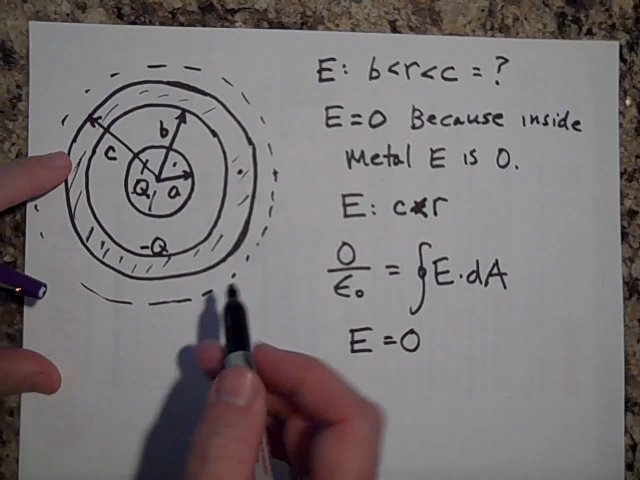 E: b<r<c = ?
E=0 Because inside
Metal E is 0.
E: c<r
0/ε₀ = ∮E·dA
E=0
b
c
Q
a
-Q